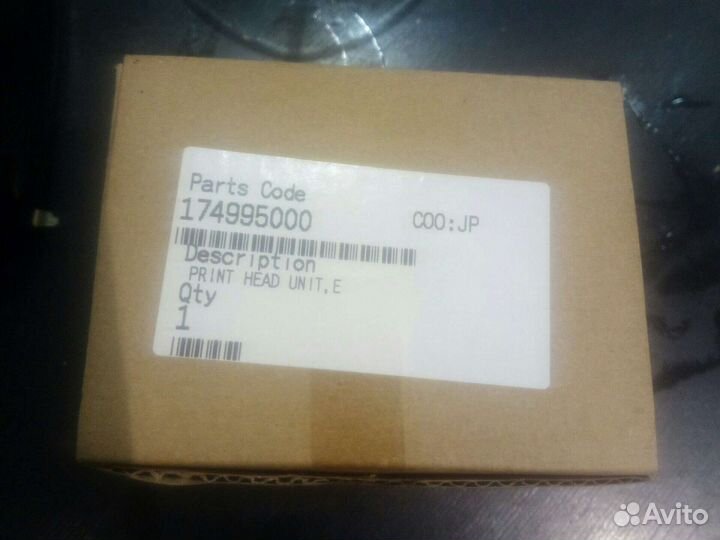 Parts Code
174995000 COO:JP
Description
PRINT HEAD UNIT,E
Qty
1
Avito